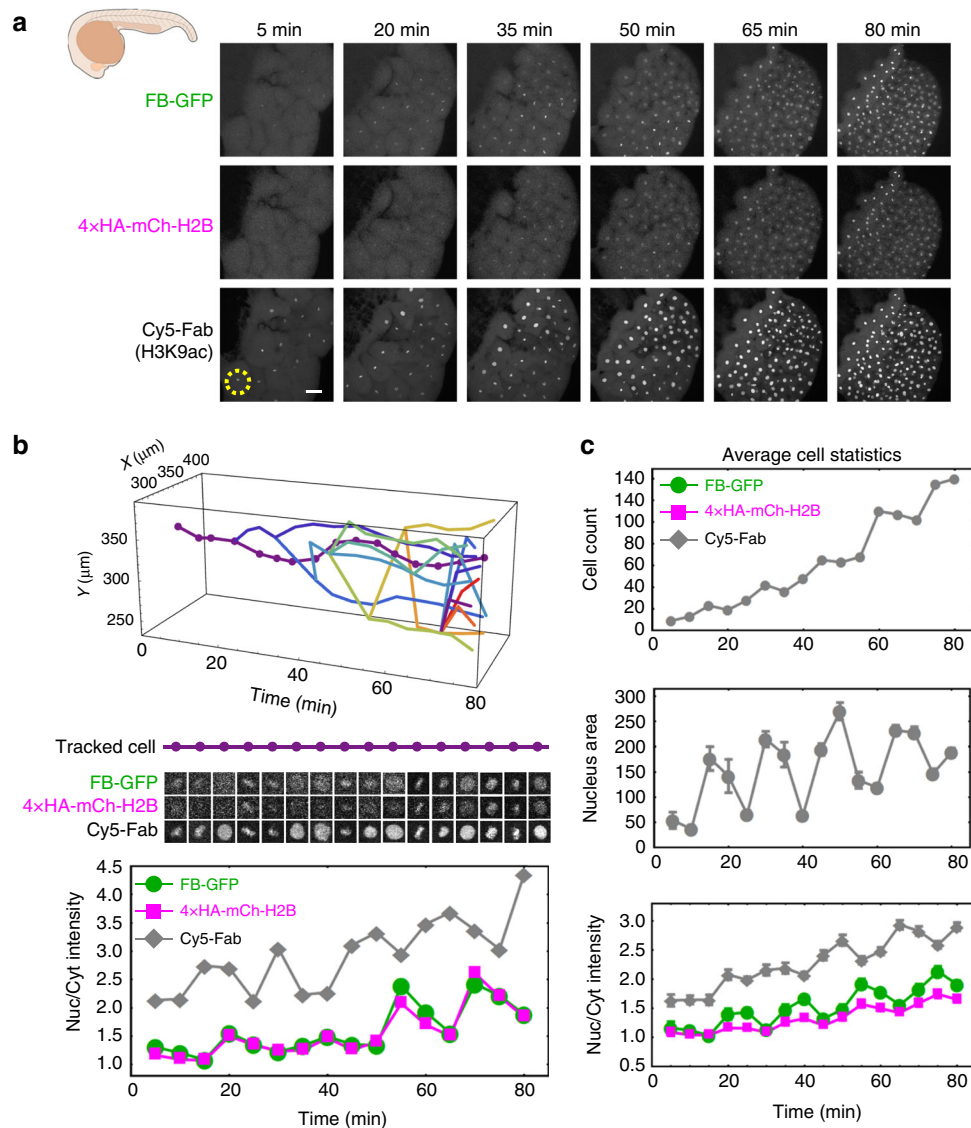 a
5 min 20 min 35 min 50 min 65 min 80 min
FB-GFP
4×HA-mCh-H2B
Cy5-Fab
(H3K9ac)
b
X (μm)
300 350 400
Y (μm)
350
300
250
0 20 40 60 80
Time (min)
Tracked cell
FB-GFP
4×HA-mCh-H2B
Cy5-Fab
Nuc/Cyt intensity
4.5
4.0
3.5
3.0
2.5
2.0
1.5
1.0
FB-GFP
4×HA-mCh-H2B
Cy5-Fab
0 20 40 60 80
Time (min)
c
Average cell statistics
Cell count
140
120
100
80
60
40
20
0
FB-GFP
4×HA-mCh-H2B
Cy5-Fab
0 20 40 60 80
Nucleus area
300
250
200
150
100
50
0
0 20 40 60 80
Nuc/Cyt intensity
3.0
2.5
2.0
1.5
1.0
0.5
0 20 40 60 80
Time (min)